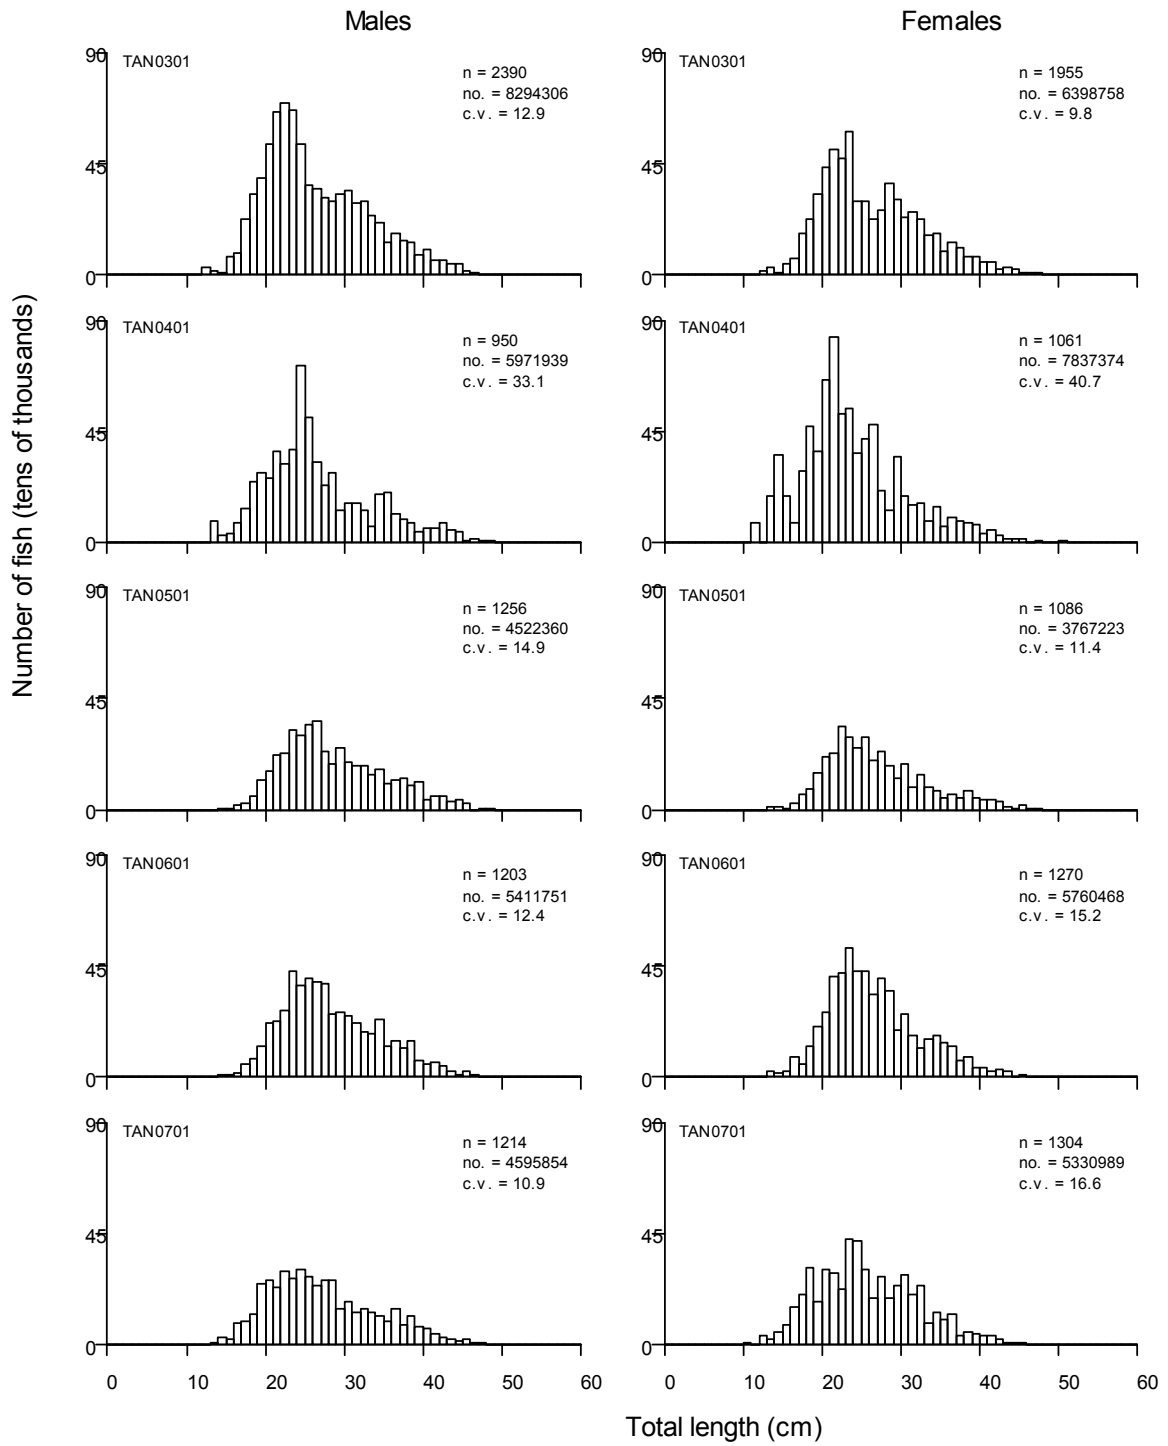 Males Females
90 TAN0301 n = 2390 no. = 8294306 c.v. = 12.9
45
0
90 TAN0301 n = 1955 no. = 6398758 c.v. = 9.8
45
0
90 TAN0401 n = 950 no. = 5971939 c.v. = 33.1
45
0
90 TAN0401 n = 1061 no. = 7837374 c.v. = 40.7
45
0
90 TAN0501 n = 1256 no. = 4522360 c.v. = 14.9
45
0
90 TAN0501 n = 1086 no. = 3767223 c.v. = 11.4
45
0
90 TAN0601 n = 1203 no. = 5411751 c.v. = 12.4
45
0
90 TAN0601 n = 1270 no. = 5760468 c.v. = 15.2
45
0
90 TAN0701 n = 1214 no. = 4595854 c.v. = 10.9
45
0
90 TAN0701 n = 1304 no. = 5330989 c.v. = 16.6
45
0
0 10 20 30 40 50 60
0 10 20 30 40 50 60
Number of fish (tens of thousands)
Total length (cm)